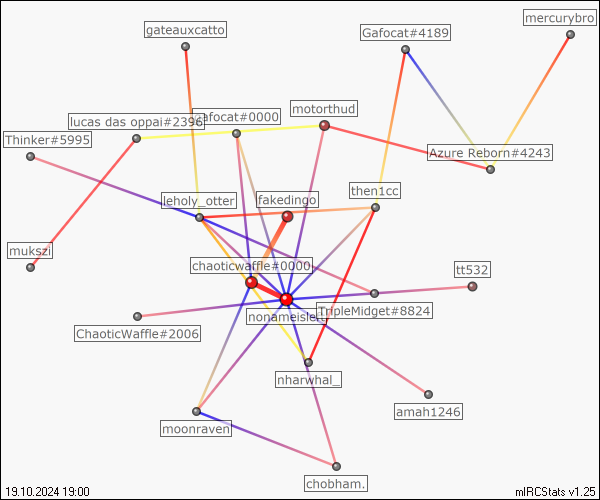 gateauxcatto
mercurybro
Gafocat#4189
motorthud
lucas das oppai#2396
afocat#0000
Thinker#5995
Azure Reborn#4243
then1cc
leholy_otter
fakedingo
mukszi
chaoticwaffle#0000
tt532
nonameisle
TripleMidget#8824
ChaoticWaffle#2006
nharwhal_
amah1246
moonraven
chobham.
19.10.2024 19:00
mIRCStats v1.25